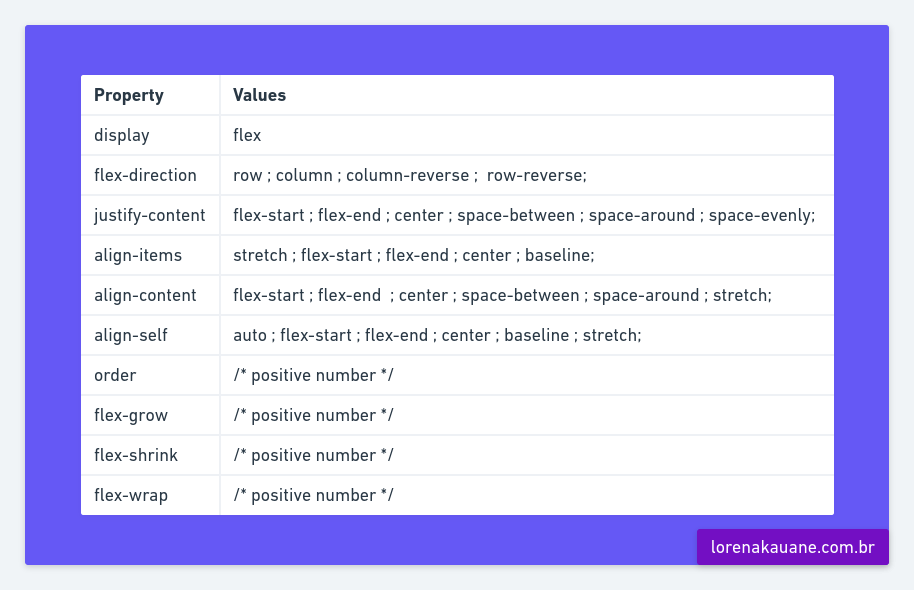 Property Values
display flex
flex-direction row ; column ; column-reverse ;  row-reverse;
justify-content flex-start ; flex-end ; center ; space-between ; space-around ; space-evenly;
align-items stretch ; flex-start ; flex-end ; center ; baseline;
align-content flex-start ; flex-end  ; center ; space-between ; space-around ; stretch;
align-self auto ; flex-start ; flex-end ; center ; baseline ; stretch;
order /* positive number */
flex-grow /* positive number */
flex-shrink /* positive number */
flex-wrap /* positive number */
lorenakauane.com.br